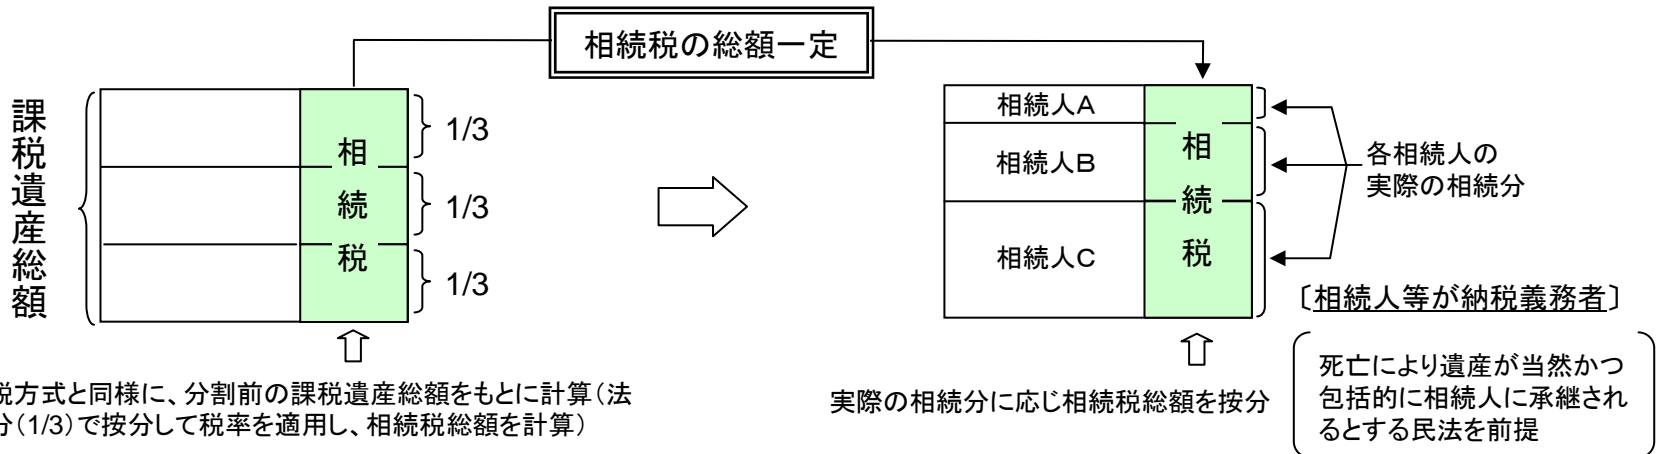 相続税の総額一定
課税遺産総額
相続税
1/3
1/3
1/3
税方式と同様に、分割前の課税遺産総額をもとに計算（法
分（1/3）で按分して税率を適用し、相続税総額を計算）
相続人A
相続人B
相続人C
相続税
各相続人の
実際の相続分
実際の相続分に応じ相続税総額を按分
〔相続人等が納税義務者〕
死亡により遺産が当然かつ
包括的に相続人に承継され
るとする民法を前提